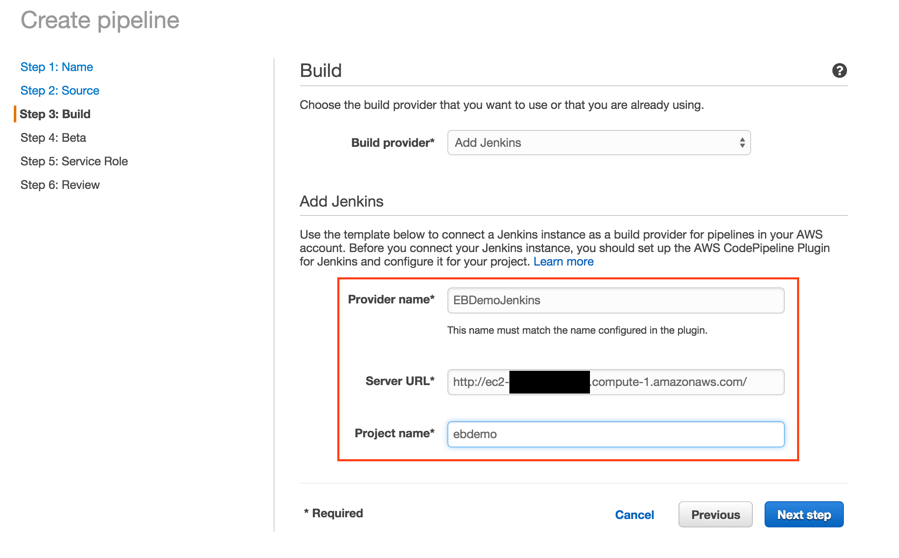 Create pipeline
Step 1: Name
Step 2: Source
Step 3: Build
Step 4: Beta
Step 5: Service Role
Step 6: Review
Build
?
Choose the build provider that you want to use or that you are already using.
Build provider* Add Jenkins
Add Jenkins
Use the template below to connect a Jenkins instance as a build provider for pipelines in your AWS
account. Before you connect your Jenkins instance, you should set up the AWS CodePipeline Plugin
for Jenkins and configure it for your project. Learn more
Provider name* EBDemoJenkins
This name must match the name configured in the plugin.
Server URL* http://ec2- .compute-1.amazonaws.com/
Project name* ebdemo
* Required
Cancel Previous Next step